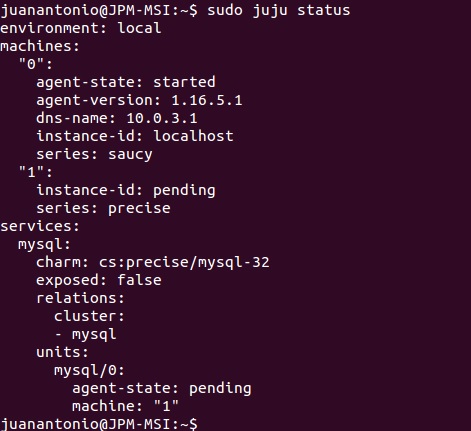 juanantonio@JPM-MSI:~$ sudo juju status
environment: local
machines:
  "0":
    agent-state: started
    agent-version: 1.16.5.1
    dns-name: 10.0.3.1
    instance-id: localhost
    series: saucy
  "1":
    instance-id: pending
    series: precise
services:
  mysql:
    charm: cs:precise/mysql-32
    exposed: false
    relations:
      cluster:
      - mysql
    units:
      mysql/0:
        agent-state: pending
        machine: "1"
juanantonio@JPM-MSI:~$